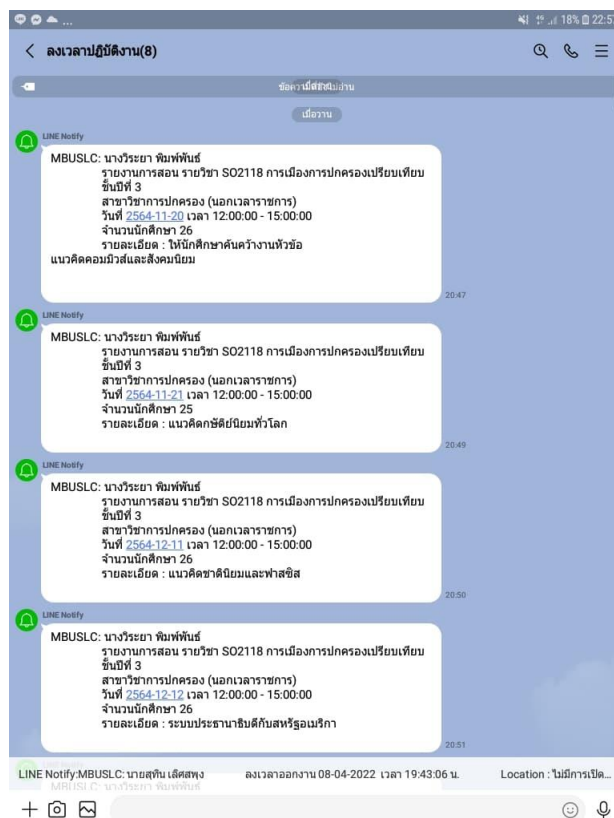 18% 22:57
ลงเวลาปฏิบัติงาน(8)
เมื่อวาน
LINE Notify
MBUSLC: นางวิระยา พิมพ์พันธ์
รายงานการสอน รายวิชา SO2118 การเมืองการปกครองเปรียบเทียบ
ชั้นปีที่ 3
สาขาวิชาการปกครอง (นอกเวลาราชการ)
วันที่ 2564-11-20 เวลา 12:00:00 - 15:00:00
จำนวนนักศึกษา 26
รายละเอียด : ให้นักศึกษาค้นคว้างานหัวข้อ
แนวคิดคอมมิวส์และสังคมนิยม
20:47
LINE Notify
MBUSLC: นางวิระยา พิมพ์พันธ์
รายงานการสอน รายวิชา SO2118 การเมืองการปกครองเปรียบเทียบ
ชั้นปีที่ 3
สาขาวิชาการปกครอง (นอกเวลาราชการ)
วันที่ 2564-11-21 เวลา 12:00:00 - 15:00:00
จำนวนนักศึกษา 25
รายละเอียด : แนวคิดกษัติย์นิยมทั่วโลก
20:49
LINE Notify
MBUSLC: นางวิระยา พิมพ์พันธ์
รายงานการสอน รายวิชา SO2118 การเมืองการปกครองเปรียบเทียบ
ชั้นปีที่ 3
สาขาวิชาการปกครอง (นอกเวลาราชการ)
วันที่ 2564-12-11 เวลา 12:00:00 - 15:00:00
จำนวนนักศึกษา 26
รายละเอียด : แนวคิดชาตินิยมและฟาสซิส
20:50
LINE Notify
MBUSLC: นางวิระยา พิมพ์พันธ์
รายงานการสอน รายวิชา SO2118 การเมืองการปกครองเปรียบเทียบ
ชั้นปีที่ 3
สาขาวิชาการปกครอง (นอกเวลาราชการ)
วันที่ 2564-12-12 เวลา 12:00:00 - 15:00:00
จำนวนนักศึกษา 26
รายละเอียด : ระบบประธานาธิบดีกับสหรัฐอเมริกา
20:51
LINE Notify:MBUSLC: นายสุทิน เลิศสพุง ลงเวลาออกงาน 08-04-2022 เวลา 19:43:06 น. Location : ไม่มีการเปิด...
MBUSLC: นางวิระยา พิมพ์พันธ์